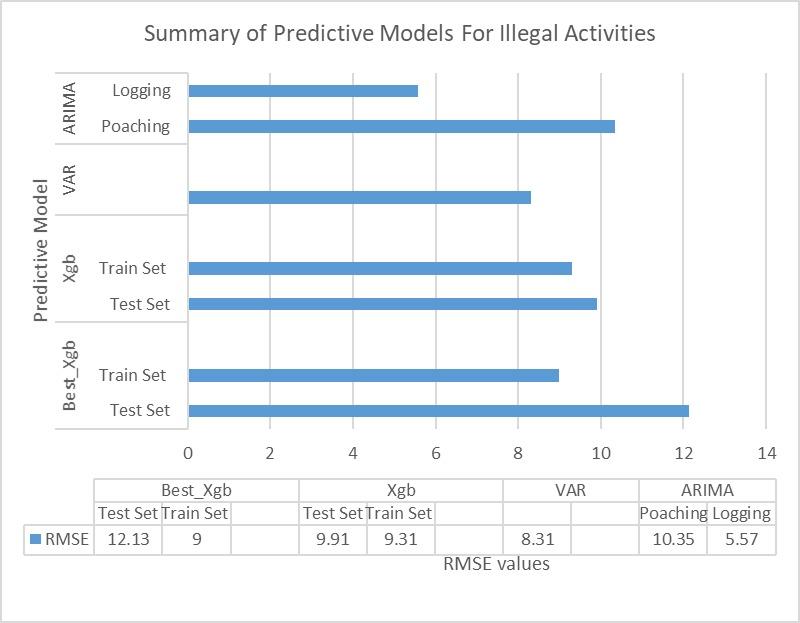 Summary of Predictive Models For Illegal Activities
Predictive Model
ARIMA
Logging
Poaching
VAR
Xgb
Train Set
Test Set
Best_Xgb
Train Set
Test Set
0 2 4 6 8 10 12 14
Best_Xgb Xgb VAR ARIMA
Test Set Train Set Test Set Train Set Poaching Logging
RMSE 12.13 9 9.91 9.31 8.31 10.35 5.57
RMSE values